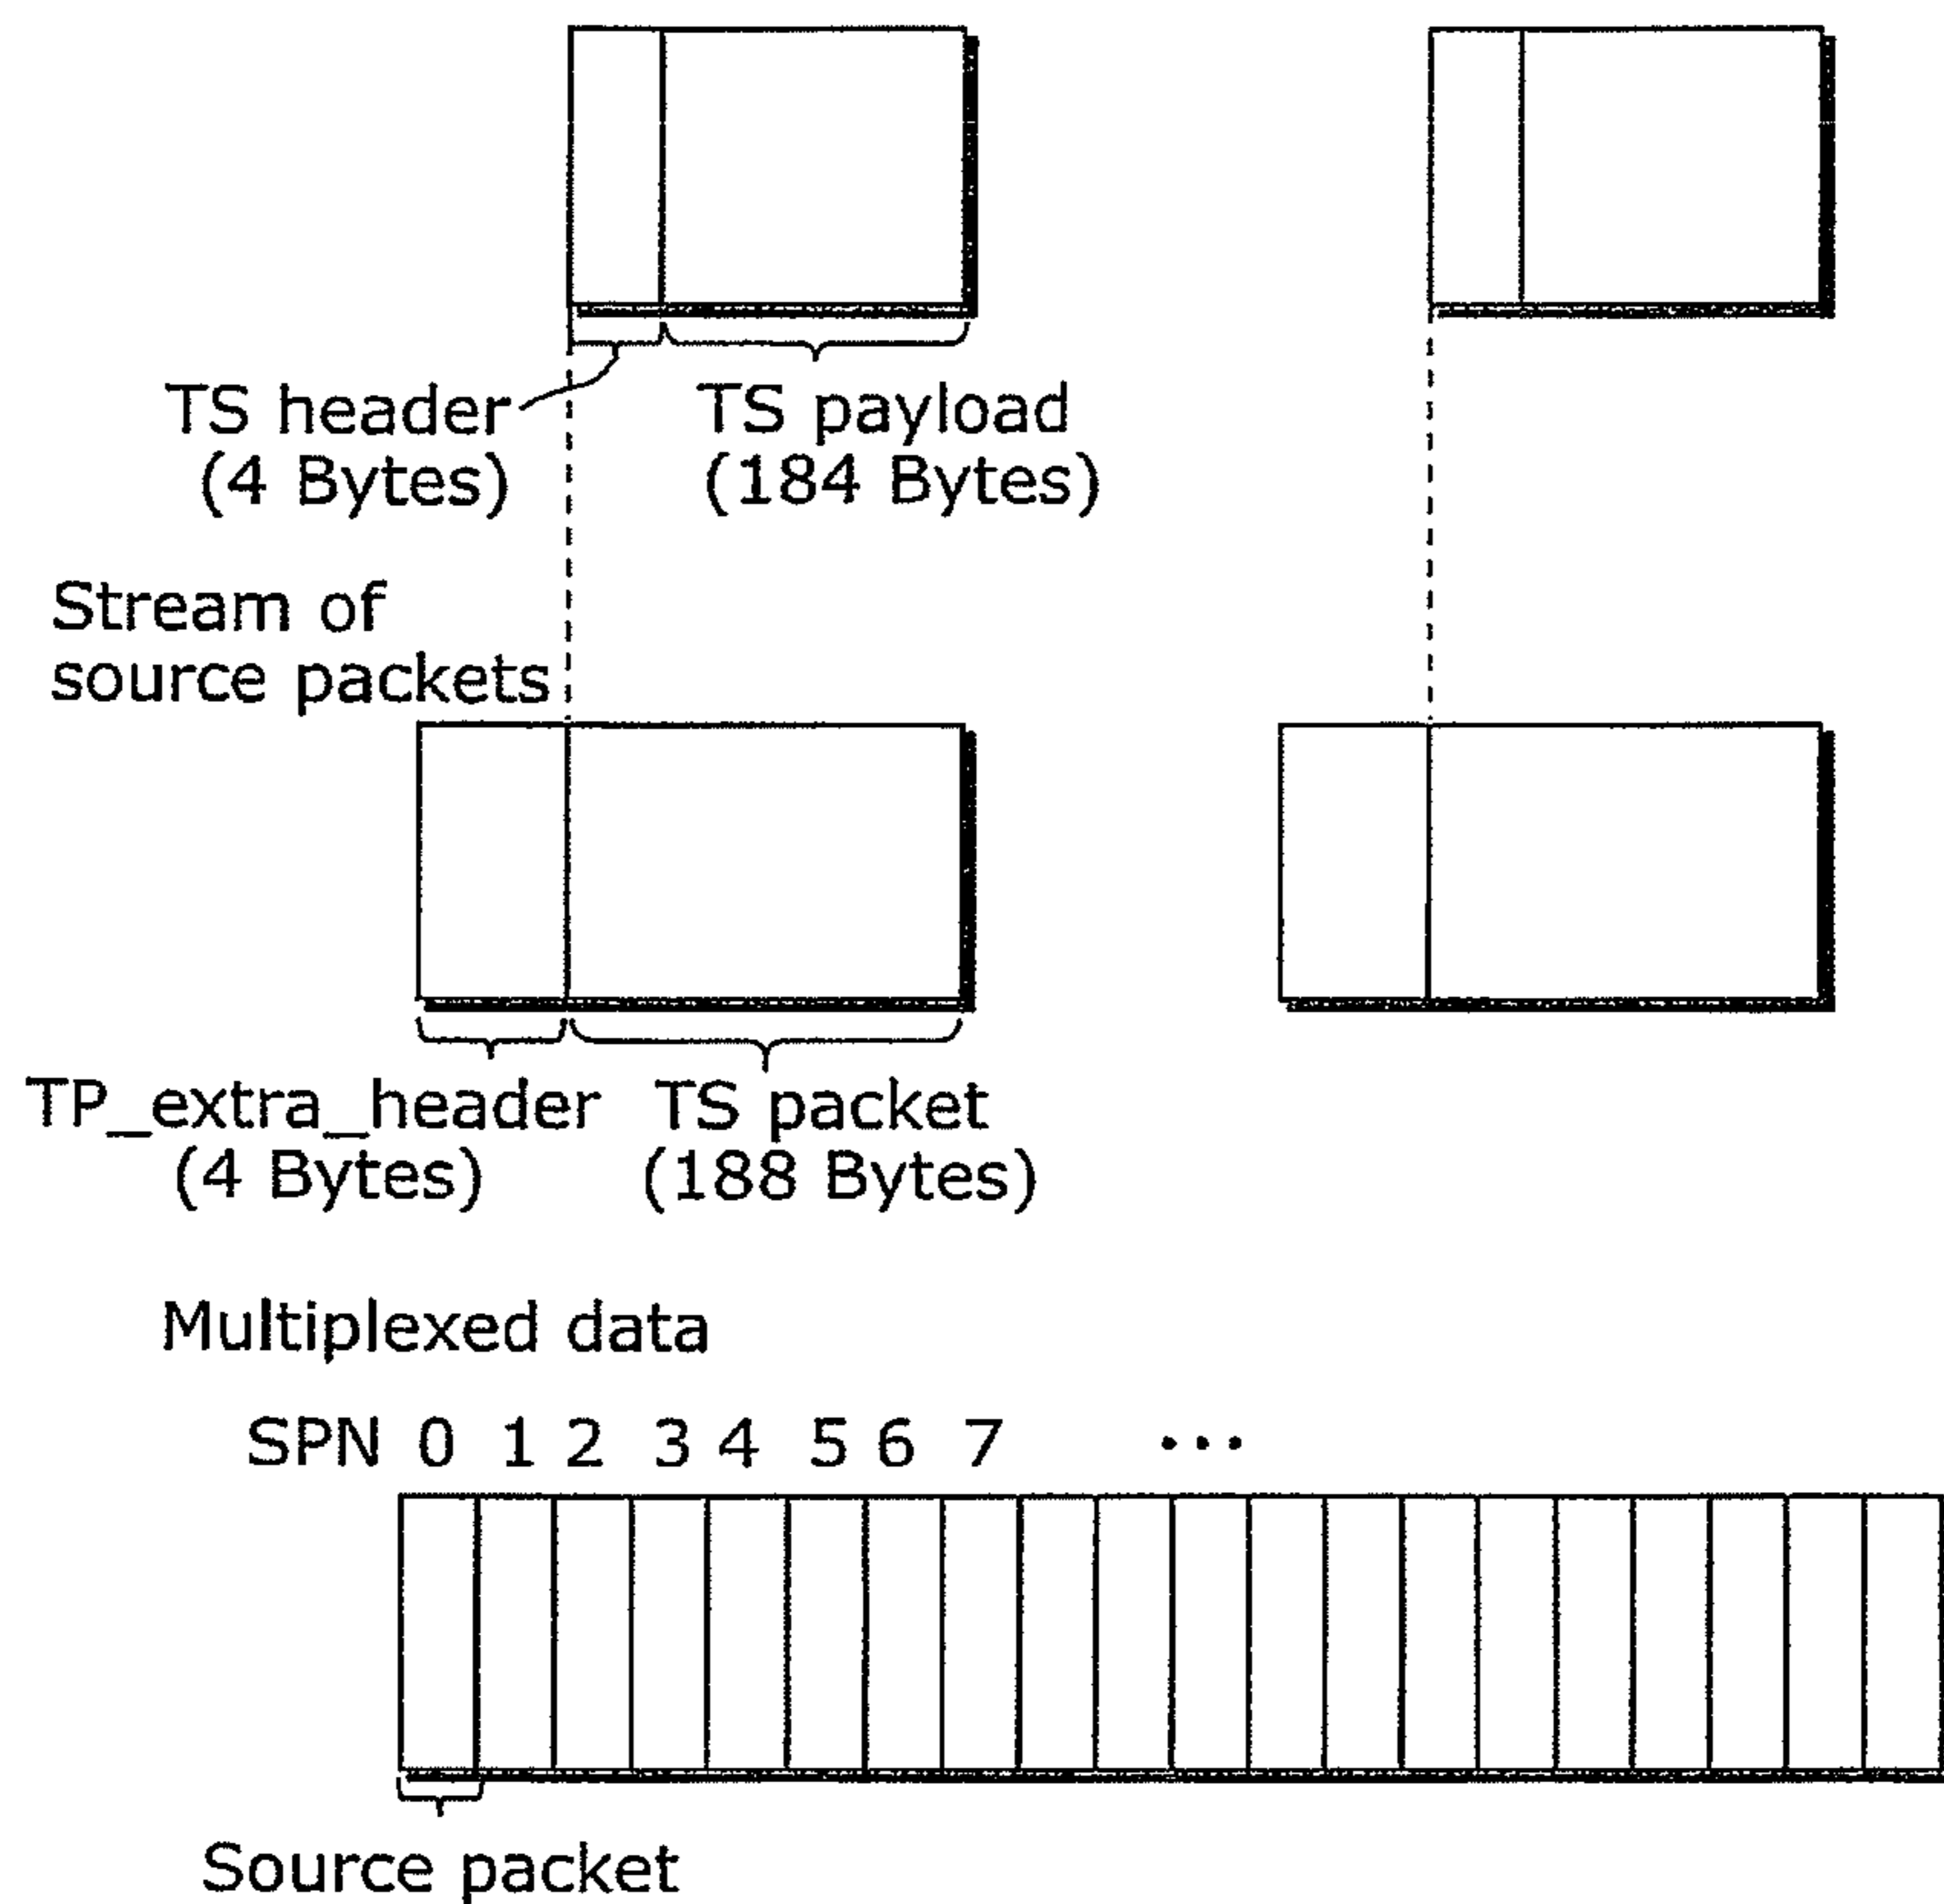 TS header
(4 Bytes)
TS payload
(184 Bytes)
Stream of
source packets
TP_extra_header
(4 Bytes)
TS packet
(188 Bytes)
Multiplexed data
SPN 0 1 2 3 4 5 6 7 ...
Source packet